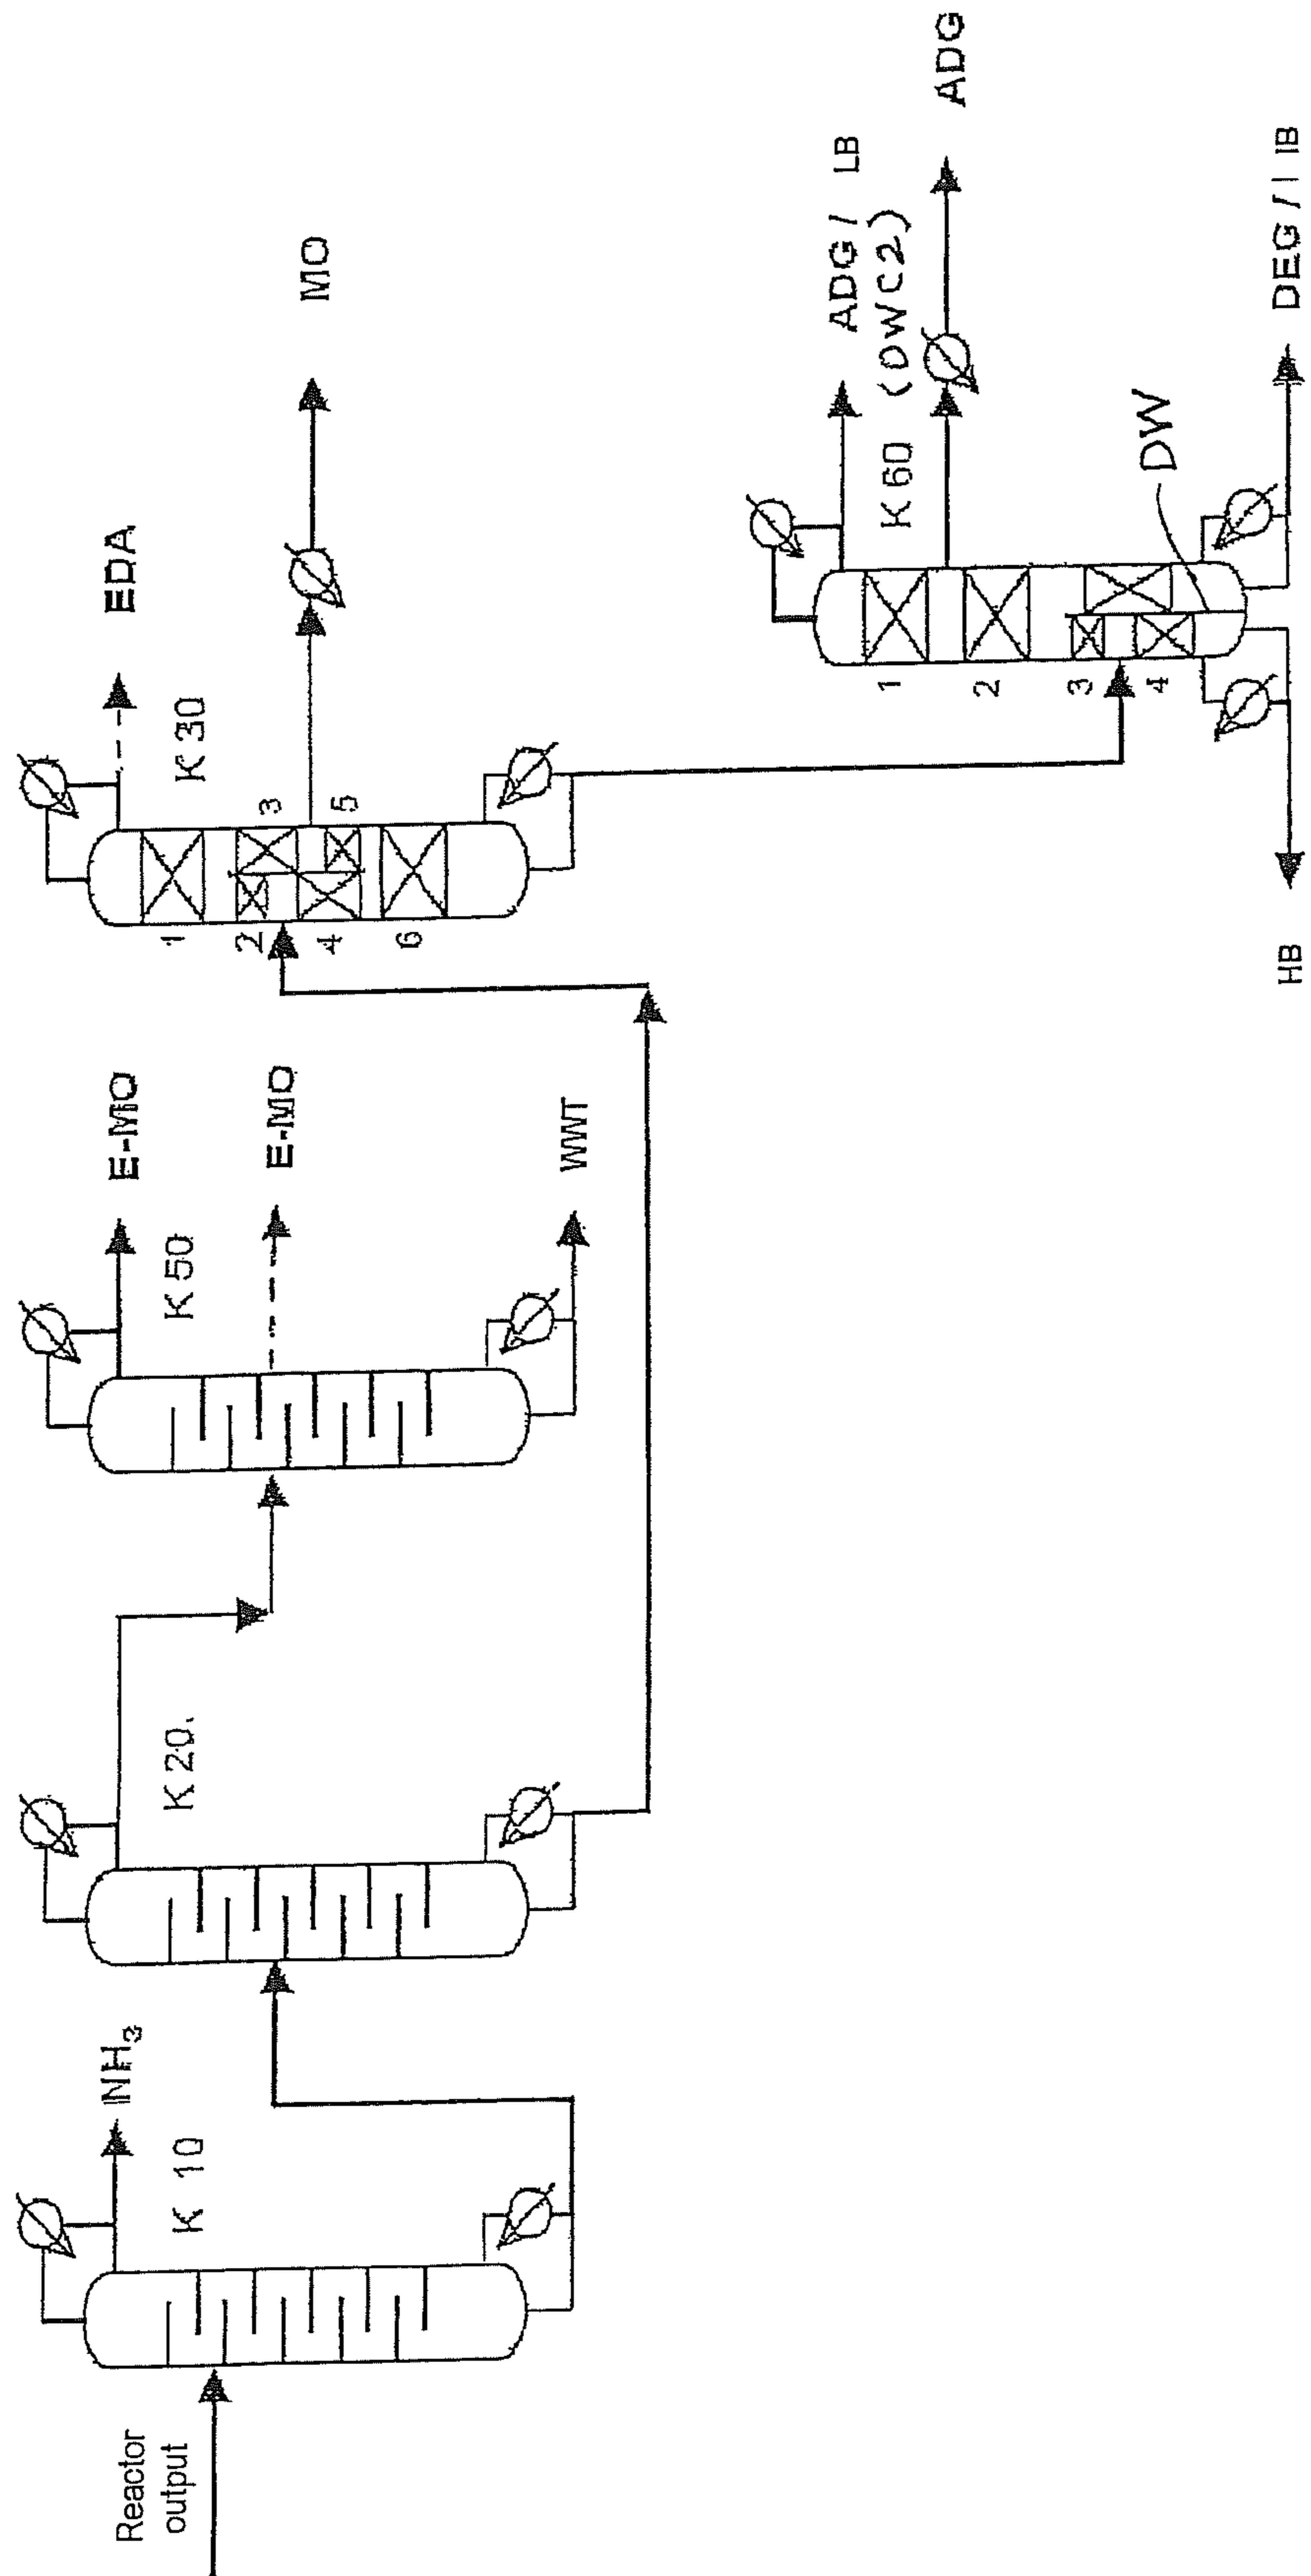 Reactor
output
NH₃
K 10
K 20.
E-MO
K 50
E-MO
WWT
EDA
K 30
MO
1
2
3
4
5
6
ADG / LB
K 60 (DWC2)
ADG
1
2
3
4
DW
HB
DEG / IB